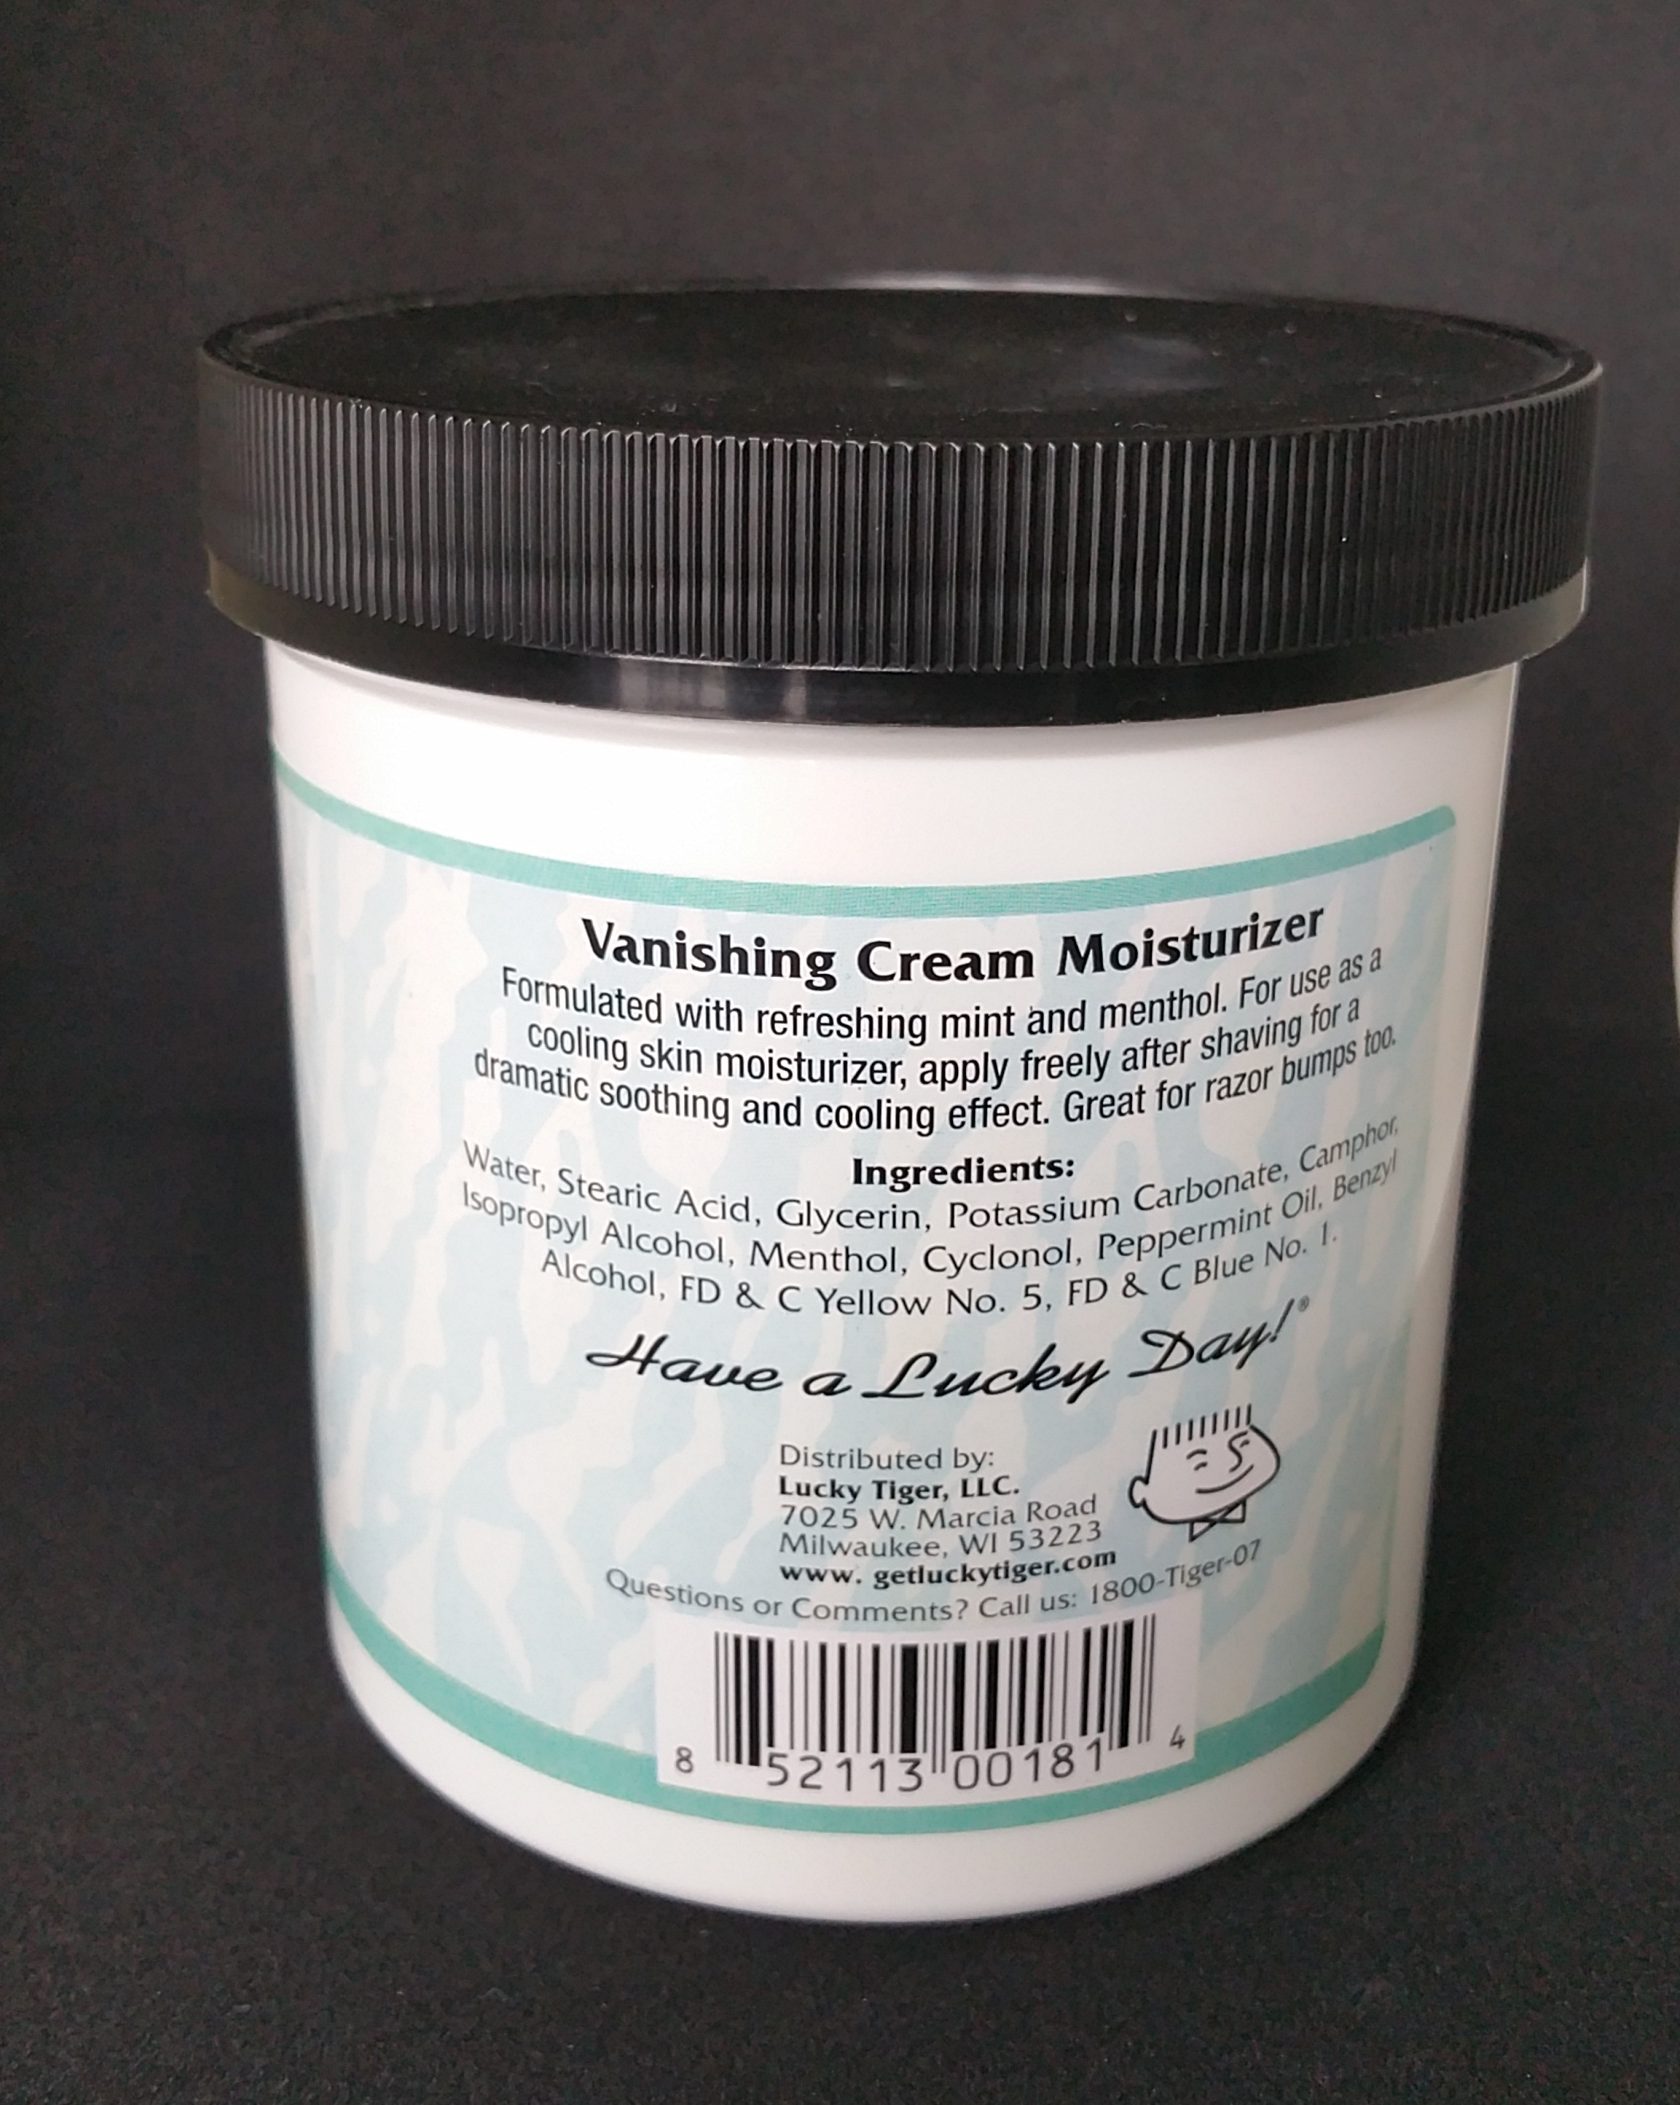 Vanishing Cream Moisturizer
Formulated with refreshing mint and menthol. For use as a
cooling skin moisturizer, apply freely after shaving for a
dramatic soothing and cooling effect. Great for razor bumps too.
Ingredients:
Water, Stearic Acid, Glycerin, Potassium Carbonate, Camphor,
Isopropyl Alcohol, Menthol, Cyclonol, Peppermint Oil, Benzyl
Alcohol, FD & C Yellow No. 5, FD & C Blue No. 1.
Have a Lucky Day!®
Distributed by:
Lucky Tiger, LLC.
7025 W. Marcia Road
Milwaukee, WI 53223
www. getluckytiger.com
Questions or Comments? Call us: 1800-Tiger-07
8 52113 00181 4